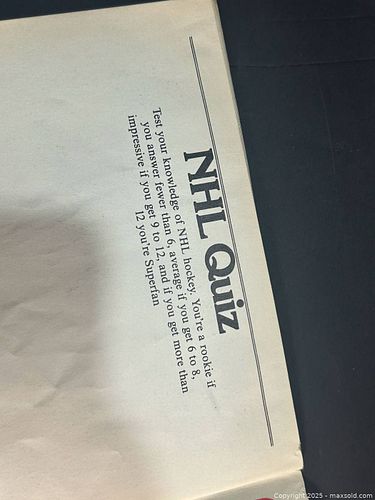 NHL Quiz
Test your knowledge of NHL hockey. You're a rookie if
you answer fewer than 6, average if you get 6 to 8,
impressive if you get 9 to 12, and if you get more than
12 you're Superfan
Copyright 2025 - maxsold.com